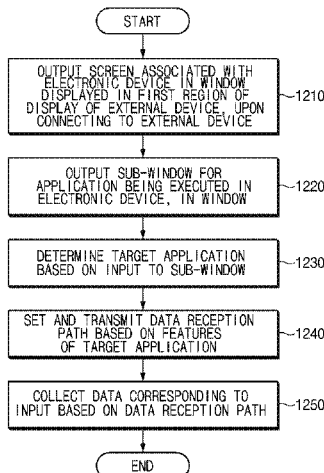 START
OUTPUT SCREEN ASSOCIATED WITH
ELECTRONIC DEVICE IN WINDOW
DISPLAYED IN FIRST REGION OF
DISPLAY OF EXTERNAL DEVICE, UPON
CONNECTING TO EXTERNAL DEVICE
1210
OUTPUT SUB-WINDOW FOR
APPLICATION BEING EXECUTED IN
ELECTRONIC DEVICE, IN WINDOW
1220
DETERMINE TARGET APPLICATION
BASED ON INPUT TO SUB-WINDOW
1230
SET AND TRANSMIT DATA RECEPTION
PATH BASED ON FEATURES
OF TARGET APPLICATION
1240
COLLECT DATA CORRESPONDING TO
INPUT BASED ON DATA RECEPTION PATH
1250
END